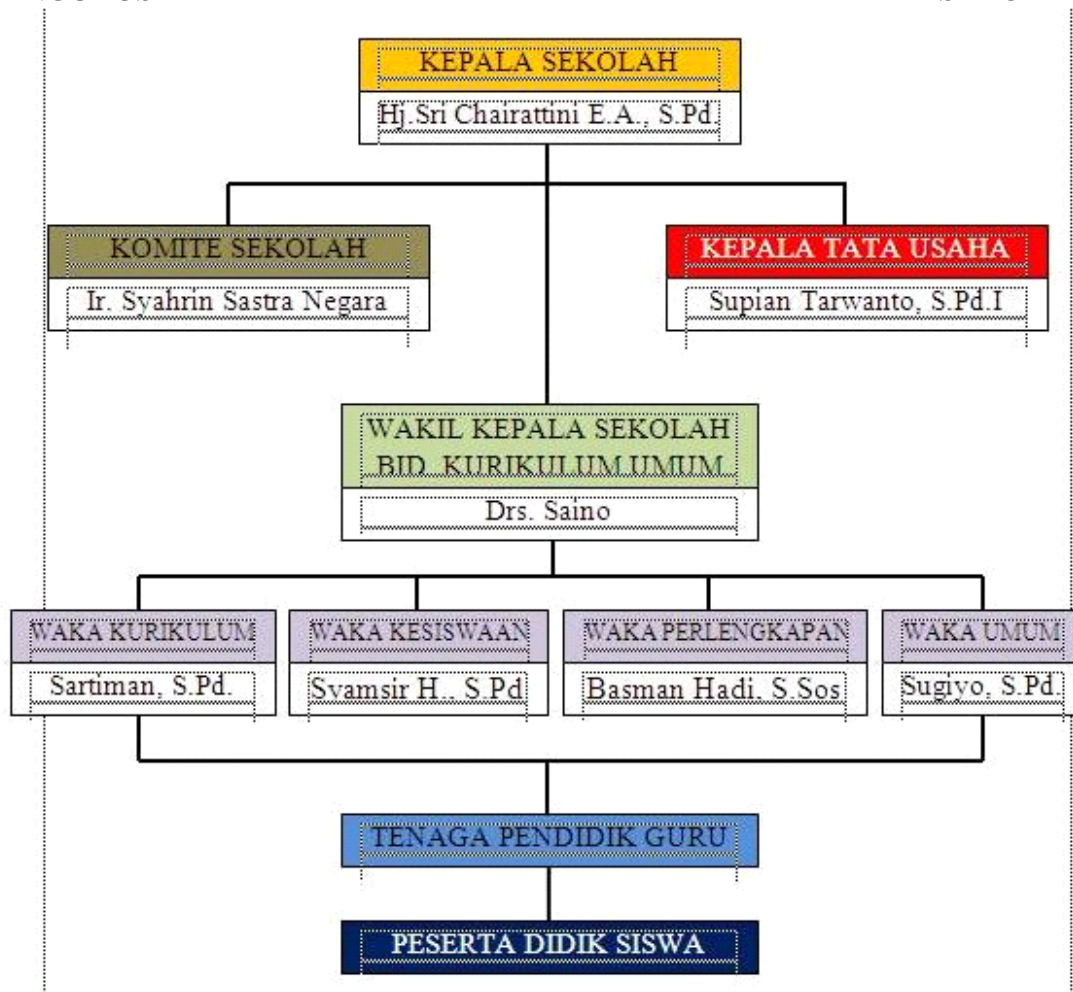 KEPALA SEKOLAH
Hj.Sri Chairattini E.A., S.Pd.
KOMITE SEKOLAH
Ir. Syahrin Sastra Negara
KEPALA TATA USAHA
Supian Tarwanto, S.Pd.I
WAKIL KEPALA SEKOLAH
BID. KURIKULUM UMUM
Drs. Saino
WAKA KURIKULUM
Sartiman, S.Pd.
WAKA KESISWAAN
Syamsir H., S.Pd
WAKA PERLENGKAPAN
Basman Hadi, S.Sos
WAKA UMUM
Sugiyo, S.Pd.
TENAGA PENDIDIK GURU
PESERTA DIDIK SISWA